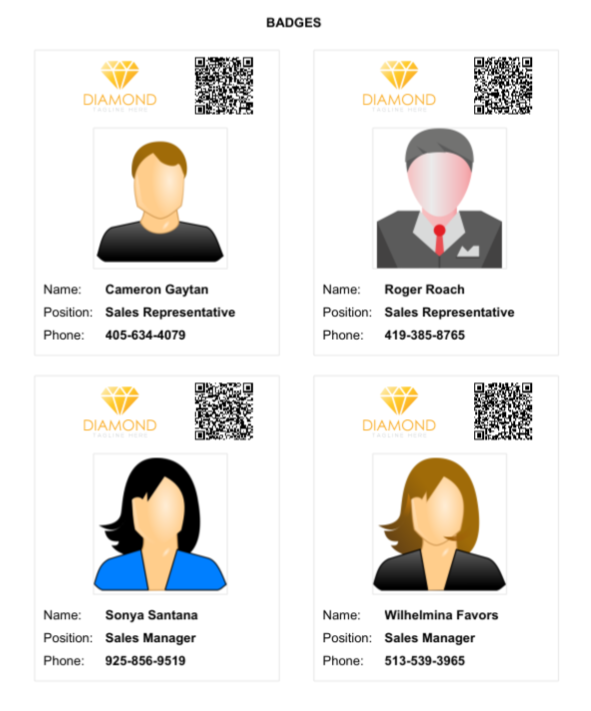 BADGES
DIAMOND
TAGLINE HERE
Name: Cameron Gaytan
Position: Sales Representative
Phone: 405-634-4079
DIAMOND
TAGLINE HERE
Name: Roger Roach
Position: Sales Representative
Phone: 419-385-8765
DIAMOND
TAGLINE HERE
Name: Sonya Santana
Position: Sales Manager
Phone: 925-856-9519
DIAMOND
TAGLINE HERE
Name: Wilhelmina Favors
Position: Sales Manager
Phone: 513-539-3965